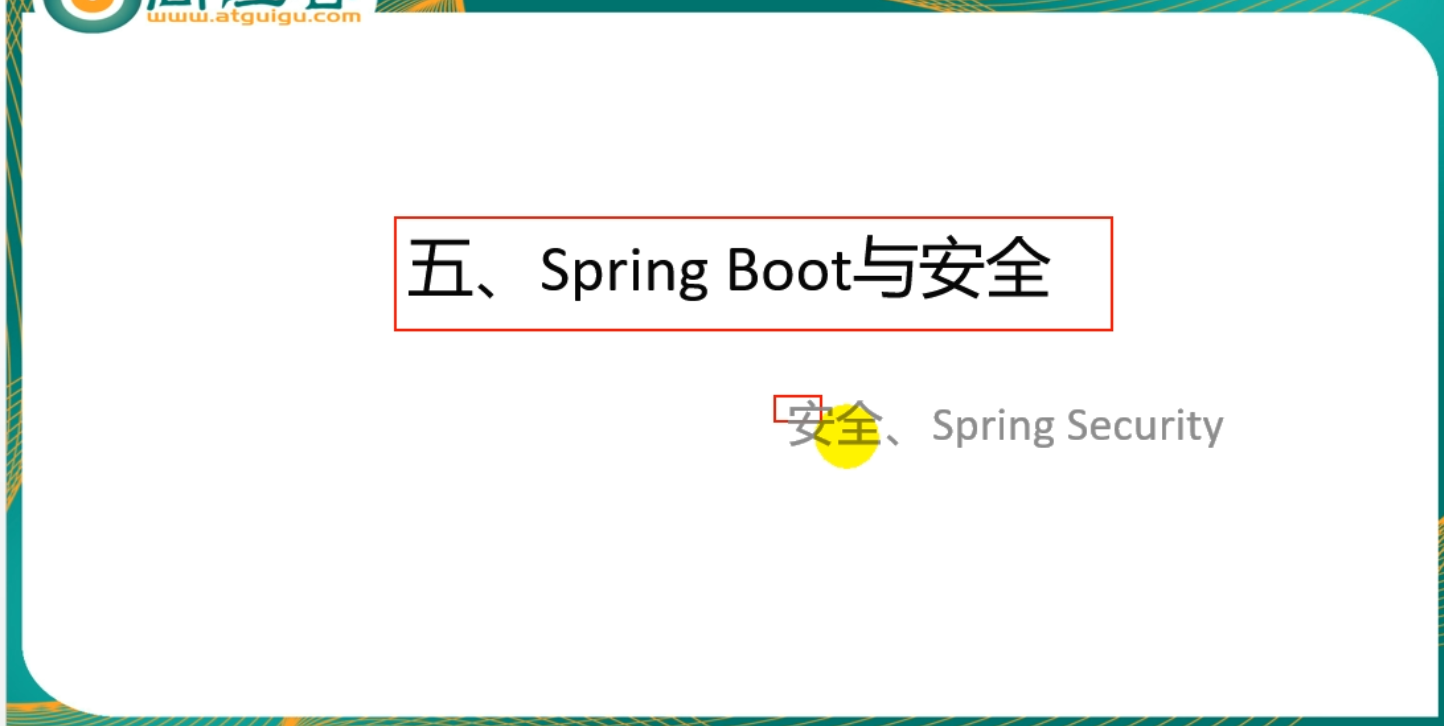 www.atguigu.com
五、Spring Boot与安全
安全、Spring Security